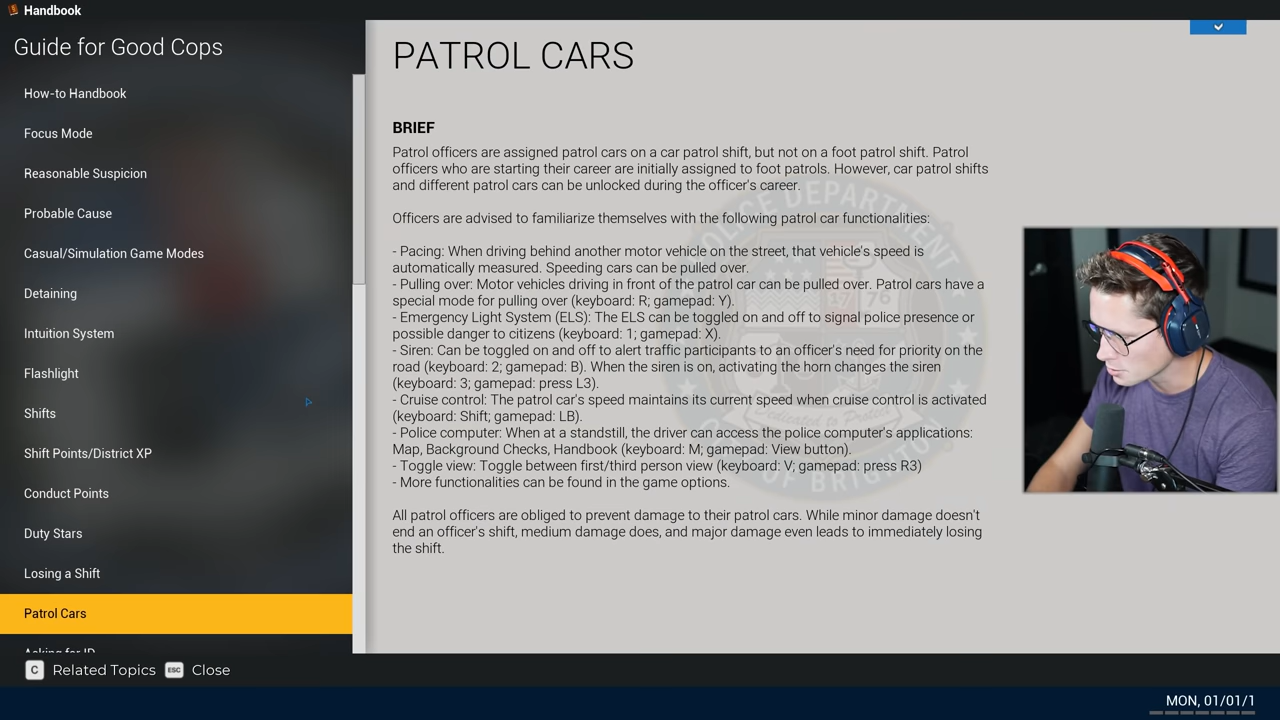 Handbook
Guide for Good Cops
How-to Handbook
Focus Mode
Reasonable Suspicion
Probable Cause
Casual/Simulation Game Modes
Detaining
Intuition System
Flashlight
Shifts
Shift Points/District XP
Conduct Points
Duty Stars
Losing a Shift
Patrol Cars
Asking for ID
PATROL CARS
BRIEF
Patrol officers are assigned patrol cars on a car patrol shift, but not on a foot patrol shift. Patrol
officers who are starting their career are initially assigned to foot patrols. However, car patrol shifts
and different patrol cars can be unlocked during the officer's career.
Officers are advised to familiarize themselves with the following patrol car functionalities:
- Pacing: When driving behind another motor vehicle on the street, that vehicle's speed is
automatically measured. Speeding cars can be pulled over.
- Pulling over: Motor vehicles driving in front of the patrol car can be pulled over. Patrol cars have a
special mode for pulling over (keyboard: R; gamepad: Y).
- Emergency Light System (ELS): The ELS can be toggled on and off to signal police presence or
possible danger to citizens (keyboard: 1; gamepad: X).
- Siren: Can be toggled on and off to alert traffic participants to an officer's need for priority on the
road (keyboard: 2; gamepad: B). When the siren is on, activating the horn changes the siren
(keyboard: 3; gamepad: press L3).
- Cruise control: The patrol car's speed maintains its current speed when cruise control is activated
(keyboard: Shift; gamepad: LB).
- Police computer: When at a standstill, the driver can access the police computer's applications:
Map, Background Checks, Handbook (keyboard: M; gamepad: View button).
- Toggle view: Toggle between first/third person view (keyboard: V; gamepad: press R3)
- More functionalities can be found in the game options.
All patrol officers are obliged to prevent damage to their patrol cars. While minor damage doesn't
end an officer's shift, medium damage does, and major damage even leads to immediately losing
the shift.
POLICE DEPARTMENT
17 76
Dedicated to Protect
OF BRIGHTON
C Related Topics ESC Close
MON, 01/01/1